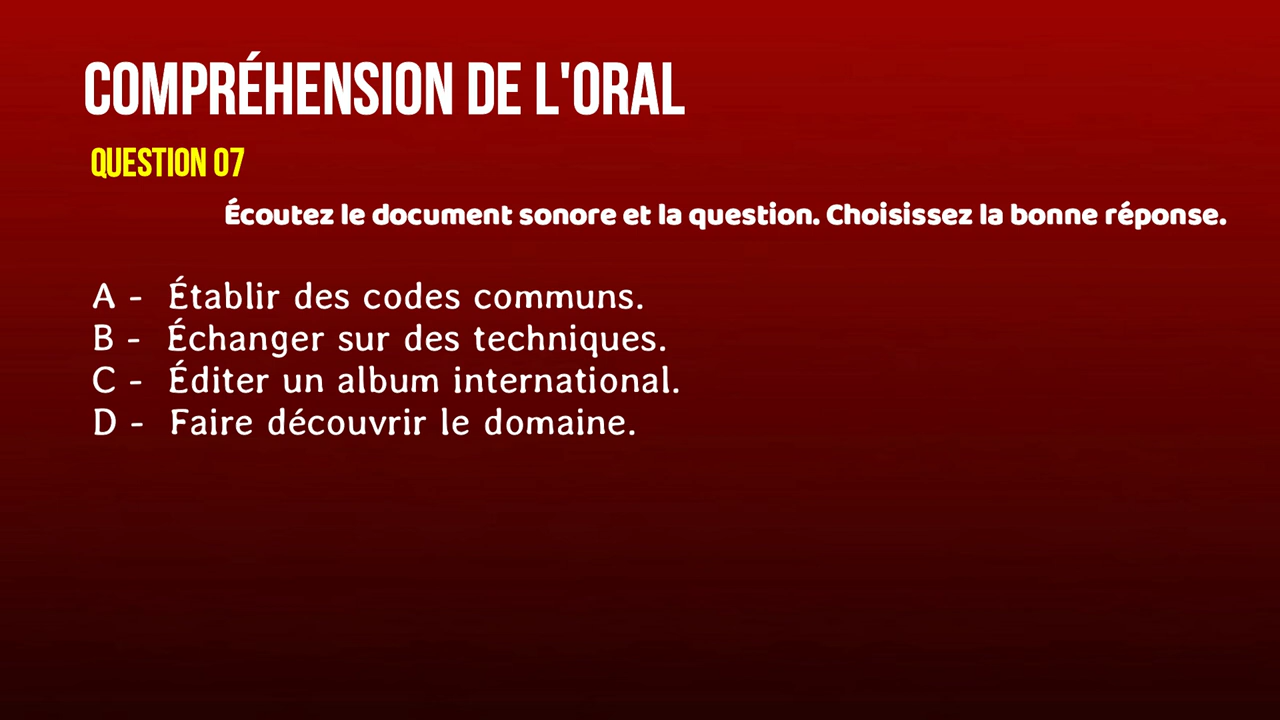 COMPRÉHENSION DE L'ORAL
QUESTION 07
Écoutez le document sonore et la question. Choisissez la bonne réponse.
A - Établir des codes communs.
B - Échanger sur des techniques.
C - Éditer un album international.
D - Faire découvrir le domaine.